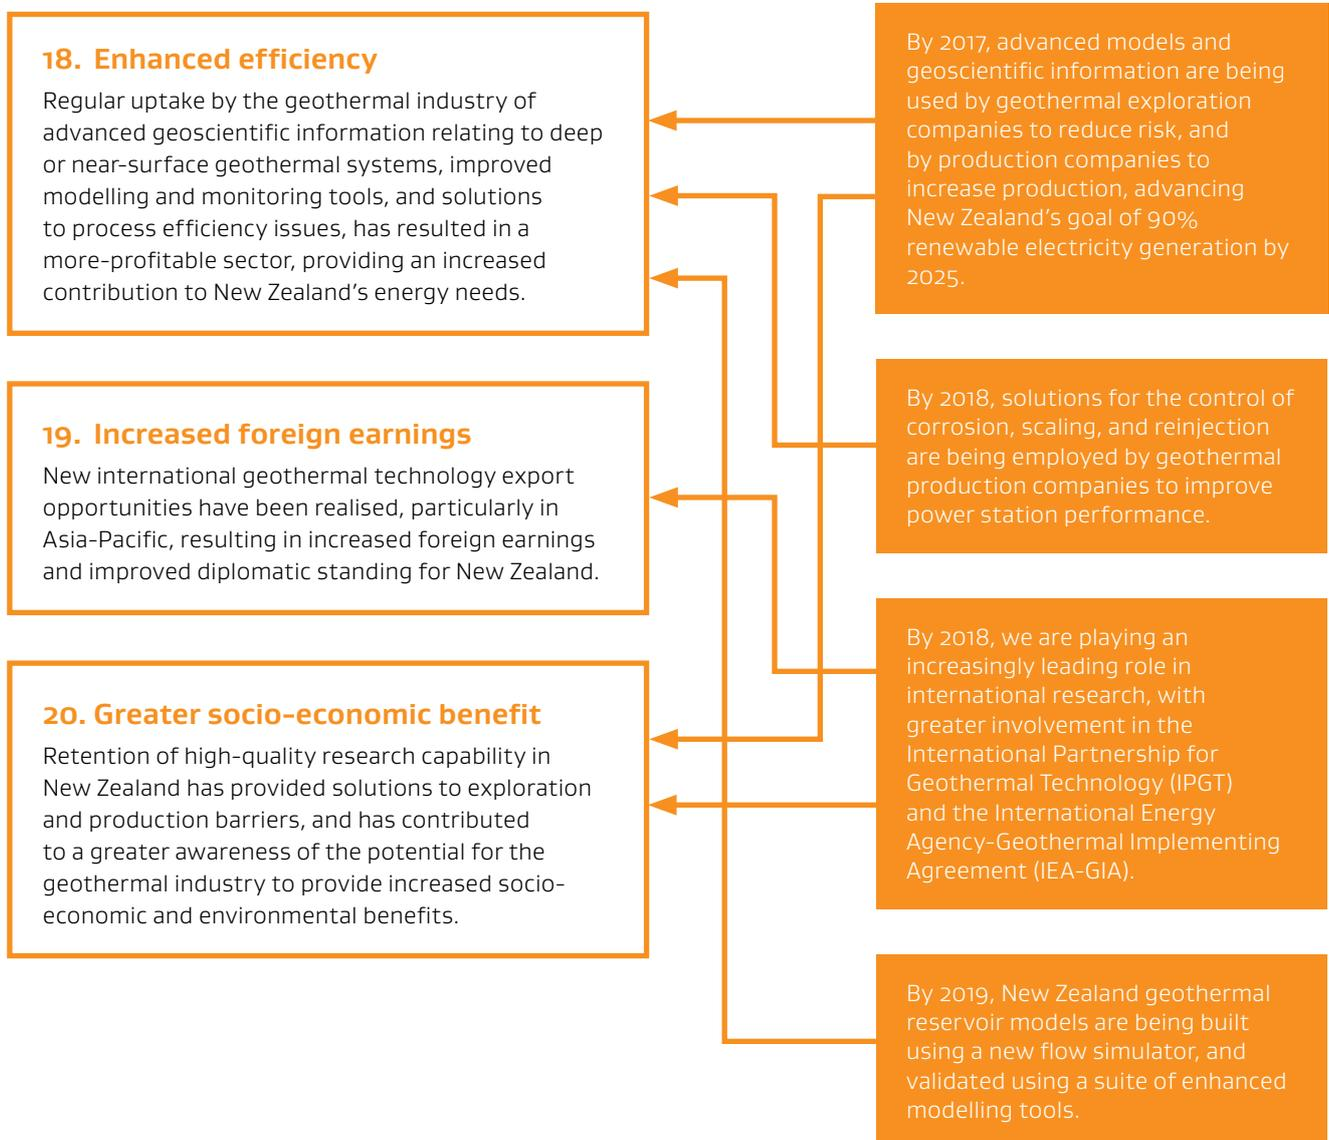 18. Enhanced efficiency
Regular uptake by the geothermal industry of
advanced geoscientific information relating to deep
or near-surface geothermal systems, improved
modelling and monitoring tools, and solutions
to process efficiency issues, has resulted in a
more-profitable sector, providing an increased
contribution to New Zealand's energy needs.
19. Increased foreign earnings
New international geothermal technology export
opportunities have been realised, particularly in
Asia-Pacific, resulting in increased foreign earnings
and improved diplomatic standing for New Zealand.
20. Greater socio-economic benefit
Retention of high-quality research capability in
New Zealand has provided solutions to exploration
and production barriers, and has contributed
to a greater awareness of the potential for the
geothermal industry to provide increased socio-
economic and environmental benefits.
By 2017, advanced models and
geoscientific information are being
used by geothermal exploration
companies to reduce risk, and
by production companies to
increase production, advancing
New Zealand's goal of 90%
renewable electricity generation by
2025.
By 2018, solutions for the control of
corrosion, scaling, and reinjection
are being employed by geothermal
production companies to improve
power station performance.
By 2018, we are playing an
increasingly leading role in
international research, with
greater involvement in the
International Partnership for
Geothermal Technology (IPGT)
and the International Energy
Agency-Geothermal Implementing
Agreement (IEA-GIA).
By 2019, New Zealand geothermal
reservoir models are being built
using a new flow simulator, and
validated using a suite of enhanced
modelling tools.